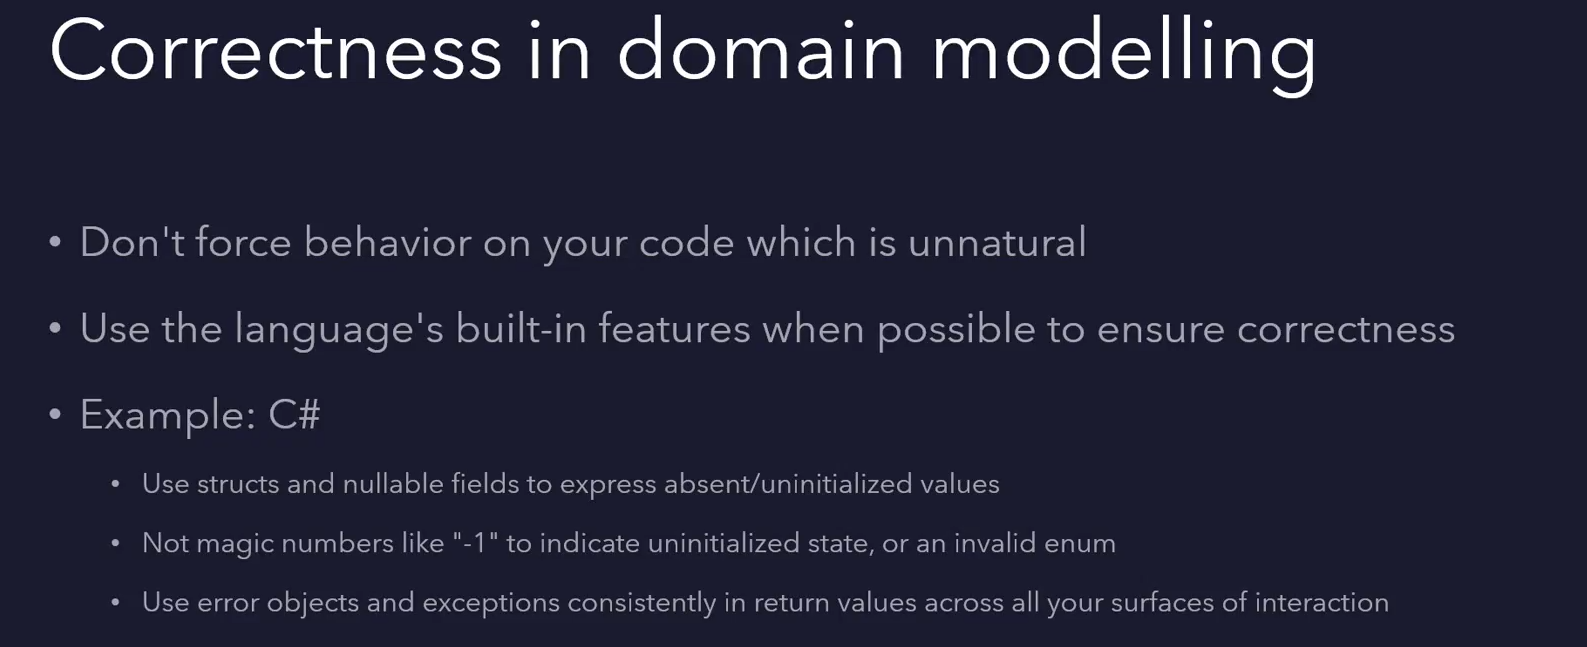 Correctness in domain modelling
• Don't force behavior on your code which is unnatural
• Use the language's built-in features when possible to ensure correctness
• Example: C#
• Use structs and nullable fields to express absent/uninitialized values
• Not magic numbers like "-1" to indicate uninitialized state, or an invalid enum
• Use error objects and exceptions consistently in return values across all your surfaces of interaction